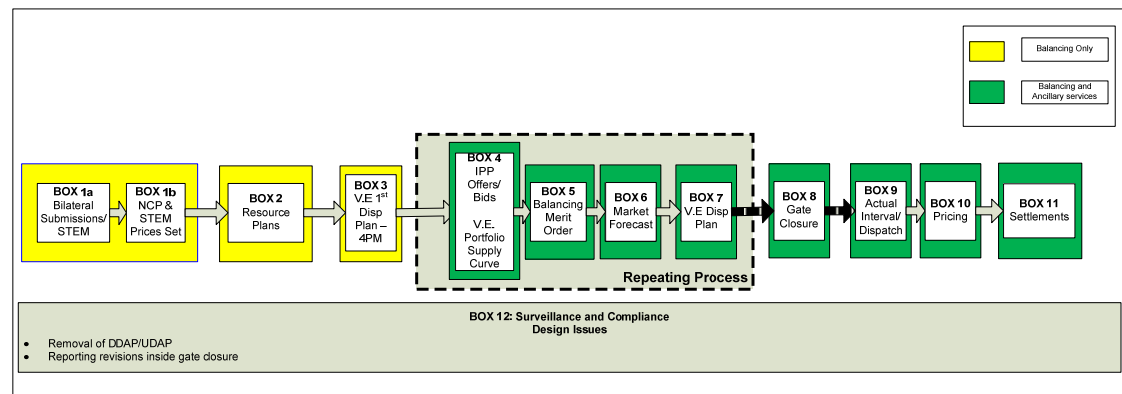 Balancing Only
Balancing and
Ancillary services
BOX 1a
Bilateral
Submissions/
STEM
BOX 1b
NCP &
STEM
Prices Set
BOX 2
Resource
Plans
BOX 3
V.E 1st
Disp
Plan –
4PM
BOX 4
IPP
Offers/
Bids
V.E.
Portfolio
Supply
Curve
BOX 5
Balancing
Merit
Order
BOX 6
Market
Forecast
BOX 7
V.E Disp
Plan
Repeating Process
BOX 8
Gate
Closure
BOX 9
Actual
Interval/
Dispatch
BOX 10
Pricing
BOX 11
Settlements
BOX 12: Surveillance and Compliance
Design Issues
• Removal of DDAP/UDAP
• Reporting revisions inside gate closure